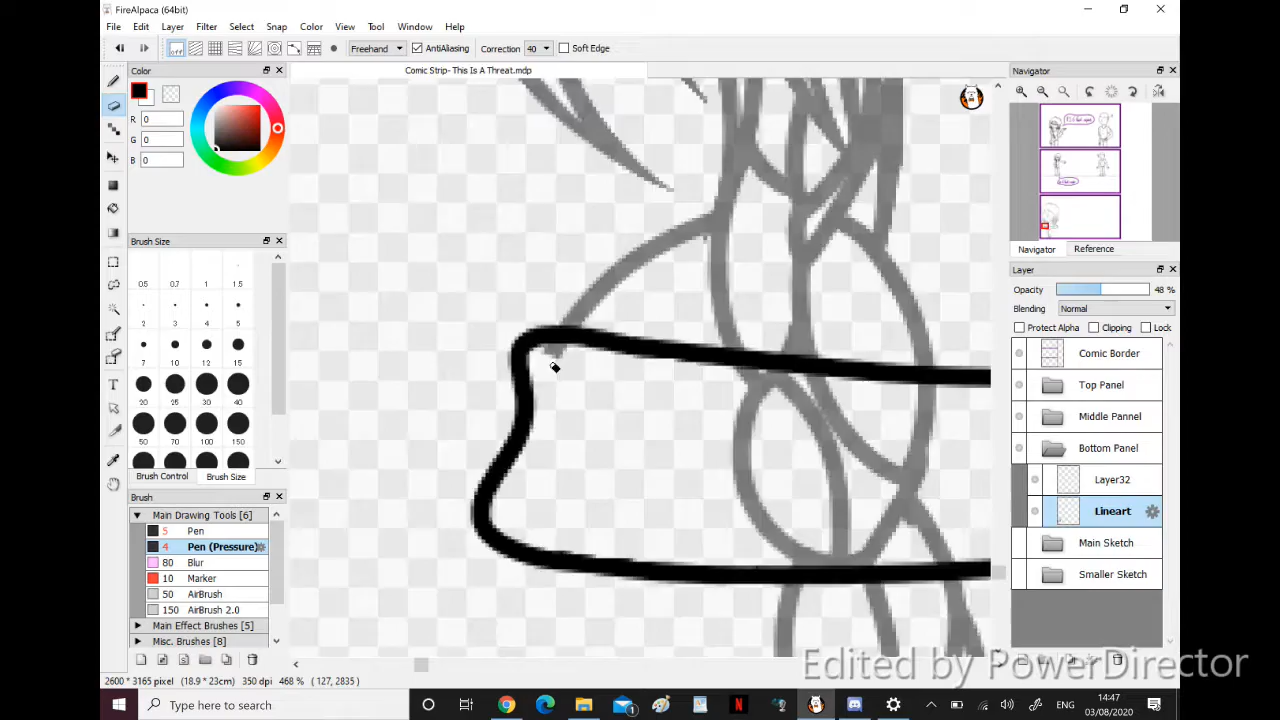 FireAlpaca (64bit)
File Edit Layer Filter Select Snap Color View Tool Window Help
off Freehand AntiAliasing Correction 40 Soft Edge
Color
Comic Strip- This Is A Threat.mdp
Navigator
R 0
G 0
B 0
Brush Size
0.5 0.7 1 1.5
2 3 4 5
7 10 12 15
20 25 30 40
50 70 100 150
Brush Control Brush Size
Brush
Main Drawing Tools [6]
5 Pen
4 Pen (Pressure)
80 Blur
10 Marker
50 AirBrush
150 AirBrush 2.0
Main Effect Brushes [5]
Misc. Brushes [8]
Navigator Reference
Layer
Opacity 48 %
Blending Normal
Protect Alpha Clipping Lock
Comic Border
Top Panel
Middle Pannel
Bottom Panel
Layer32
Lineart
Main Sketch
Smaller Sketch
Edited by PowerDirector
2600 * 3165 pixel (18.9 * 23cm) 350 dpi 468 % ( 127, 2835 )
Type here to search
1
N
ENG
14:47
03/08/2020